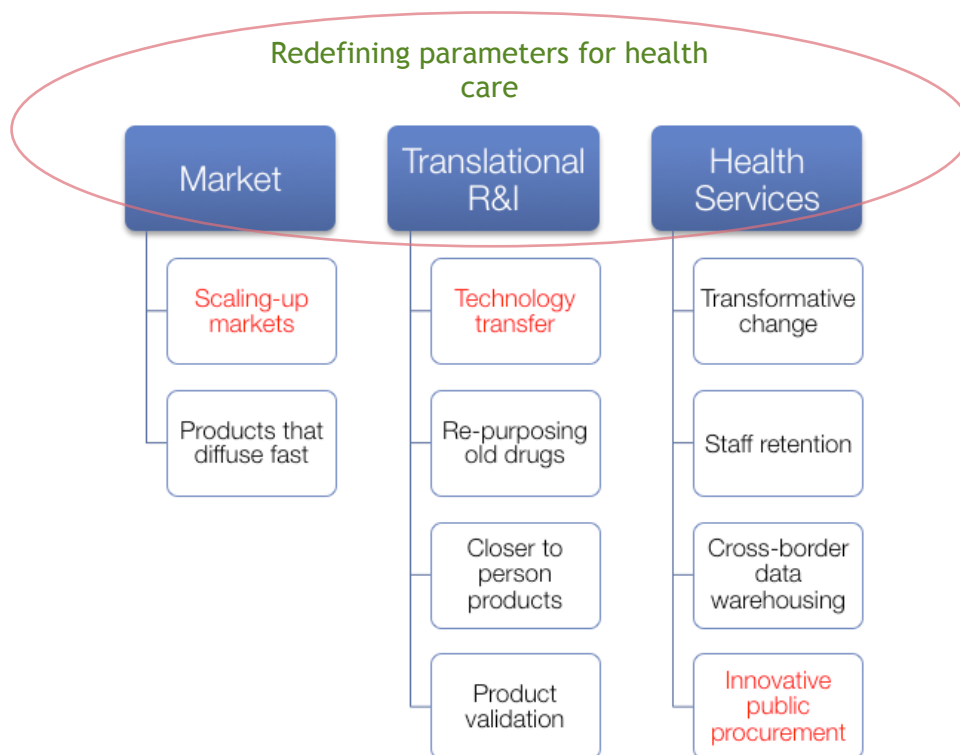 Redefining parameters for health
care
Market
Scaling-up
markets
Products that
diffuse fast
Translational
R&I
Technology
transfer
Re-purposing
old drugs
Closer to
person
products
Product
validation
Health
Services
Transformative
change
Staff retention
Cross-border
data
warehousing
Innovative
public
procurement